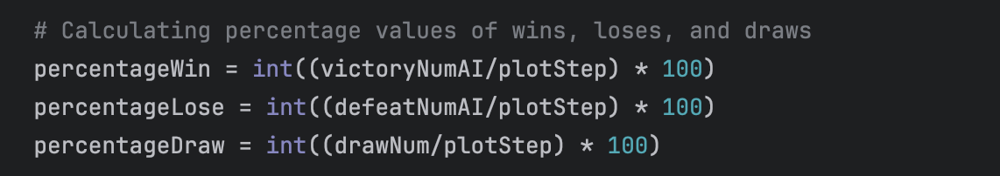 # Calculating percentage values of wins, loses, and draws
percentageWin = int((victoryNumAI/plotStep) * 100)
percentageLose = int((defeatNumAI/plotStep) * 100)
percentageDraw = int((drawNum/plotStep) * 100)